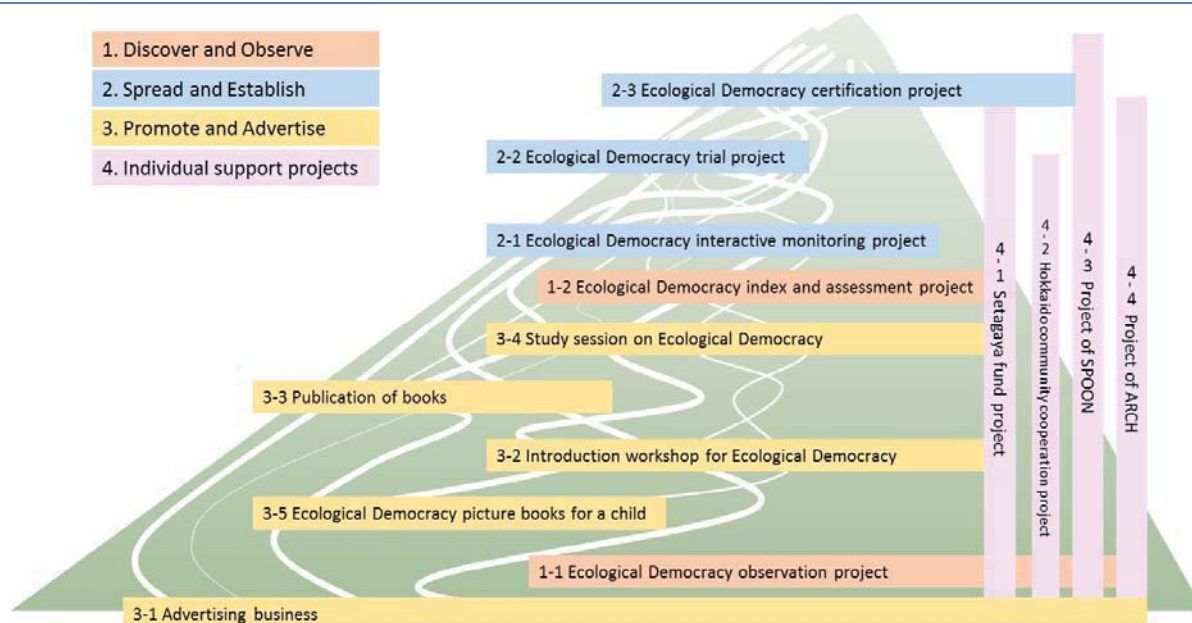 1. Discover and Observe
2. Spread and Establish
3. Promote and Advertise
4. Individual support projects
2-3 Ecological Democracy certification project
2-2 Ecological Democracy trial project
2-1 Ecological Democracy interactive monitoring project
1-2 Ecological Democracy index and assessment project
3-4 Study session on Ecological Democracy
3-3 Publication of books
3-2 Introduction workshop for Ecological Democracy
3-5 Ecological Democracy picture books for a child
1-1 Ecological Democracy observation project
3-1 Advertising business
4-1 Setagaya fund project
4-2 Hokkaido community cooperation project
4-3 Project of SPOON
4-4 Project of ARCH